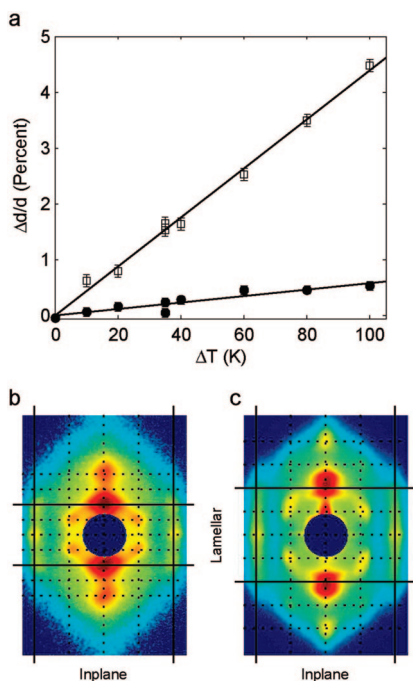 a
5
4
3
2
1
0
Δd/d (Percent)
0 20 40 60 80 100
ΔT (K)
b
c
Lamellar
Inplane
Inplane